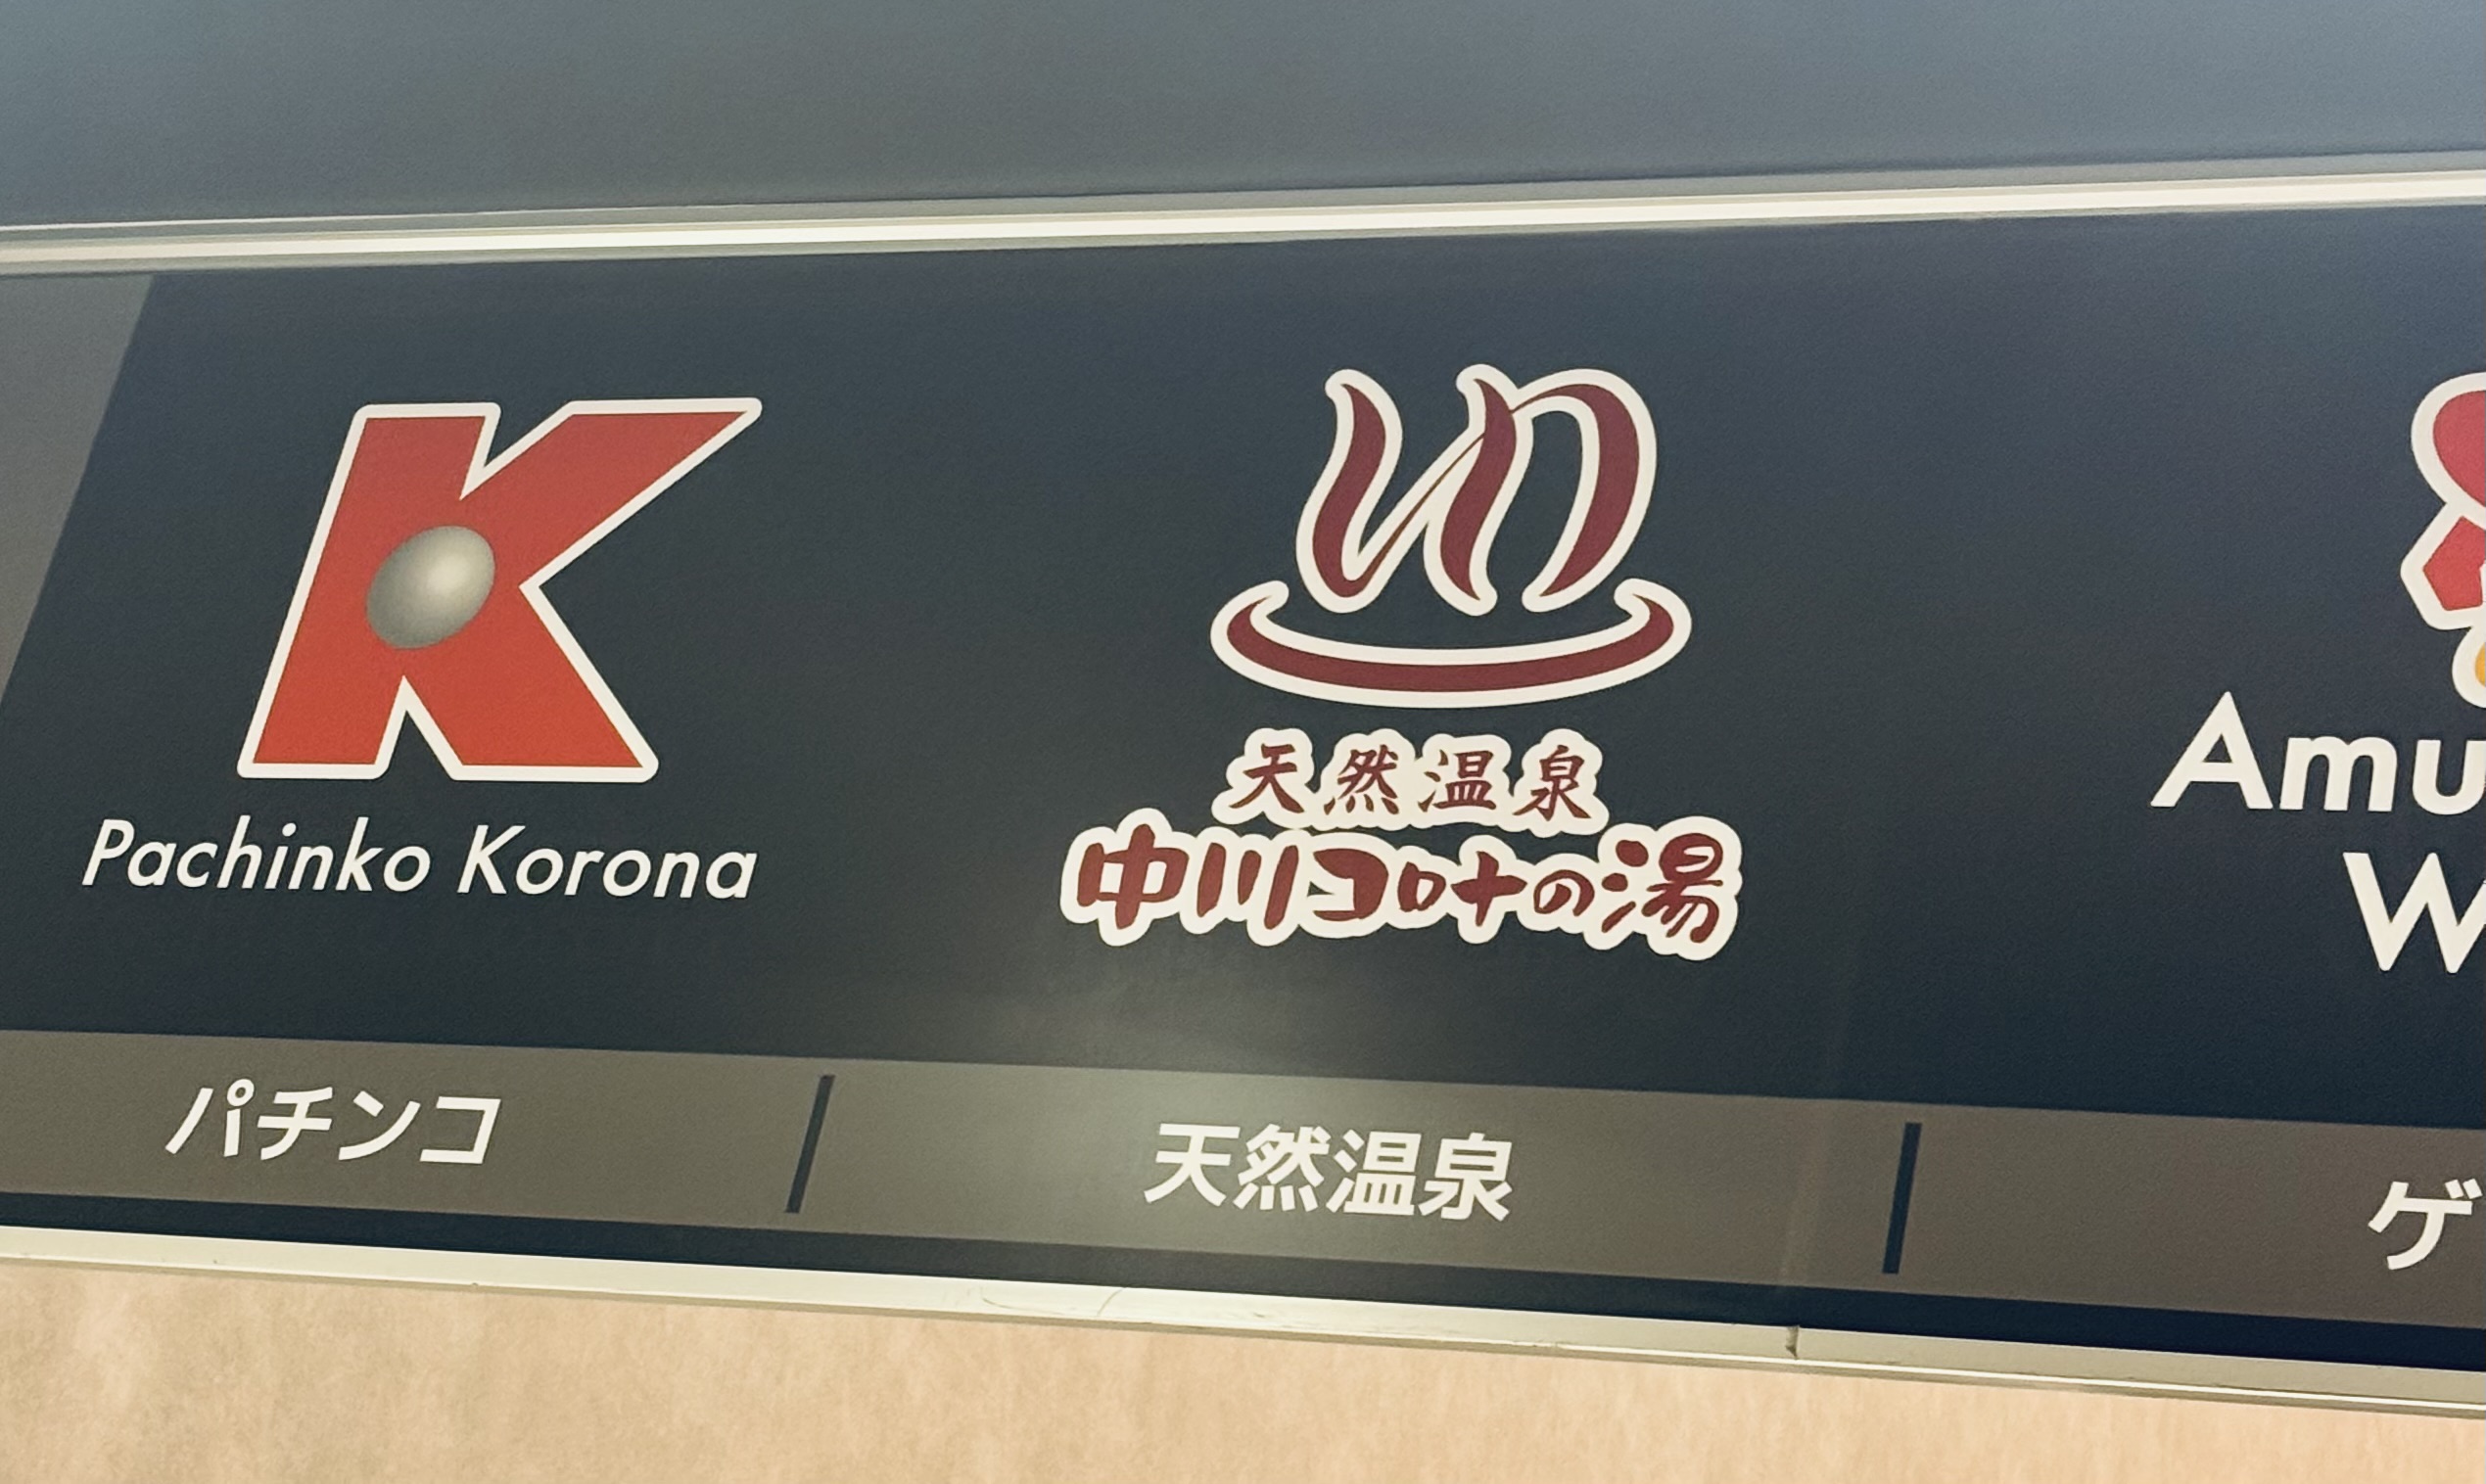 Pachinko Korona
天然温泉
中川コロナの湯
Amu
W
パチンコ
天然温泉
ゲ